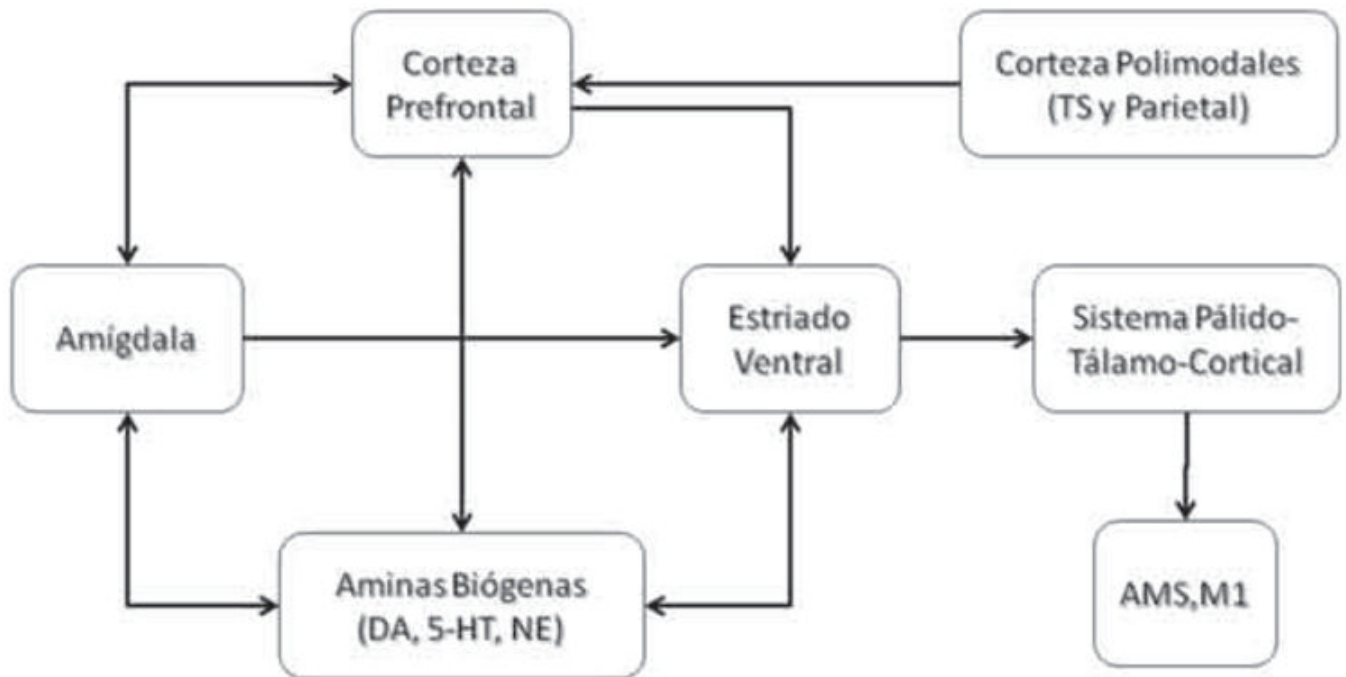 Corteza
Prefrontal
Corteza Polimodales
(TS y Parietal)
Amígdala
Estriado
Ventral
Sistema Pálido-
Tálamo-Cortical
Aminas Biógenas
(DA, 5-HT, NE)
AMS,M1